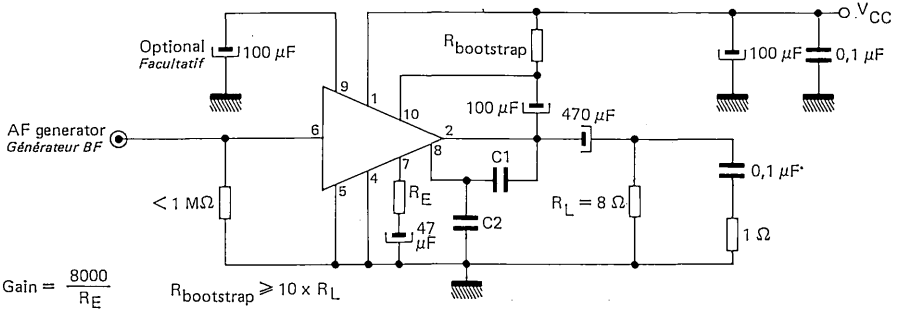 V CC
Optional
Facultatif
100 µF
R bootstrap
100 µF
0,1 µF
9
1
10
100 µF
470 µF
AF generator
Générateur BF
6
2
8
7
5
4
C1
0,1 µF
< 1 MΩ
R E
R L = 8 Ω
C2
47
µF
1 Ω
Gain = 8000
R E
R bootstrap ⩾ 10 x R L